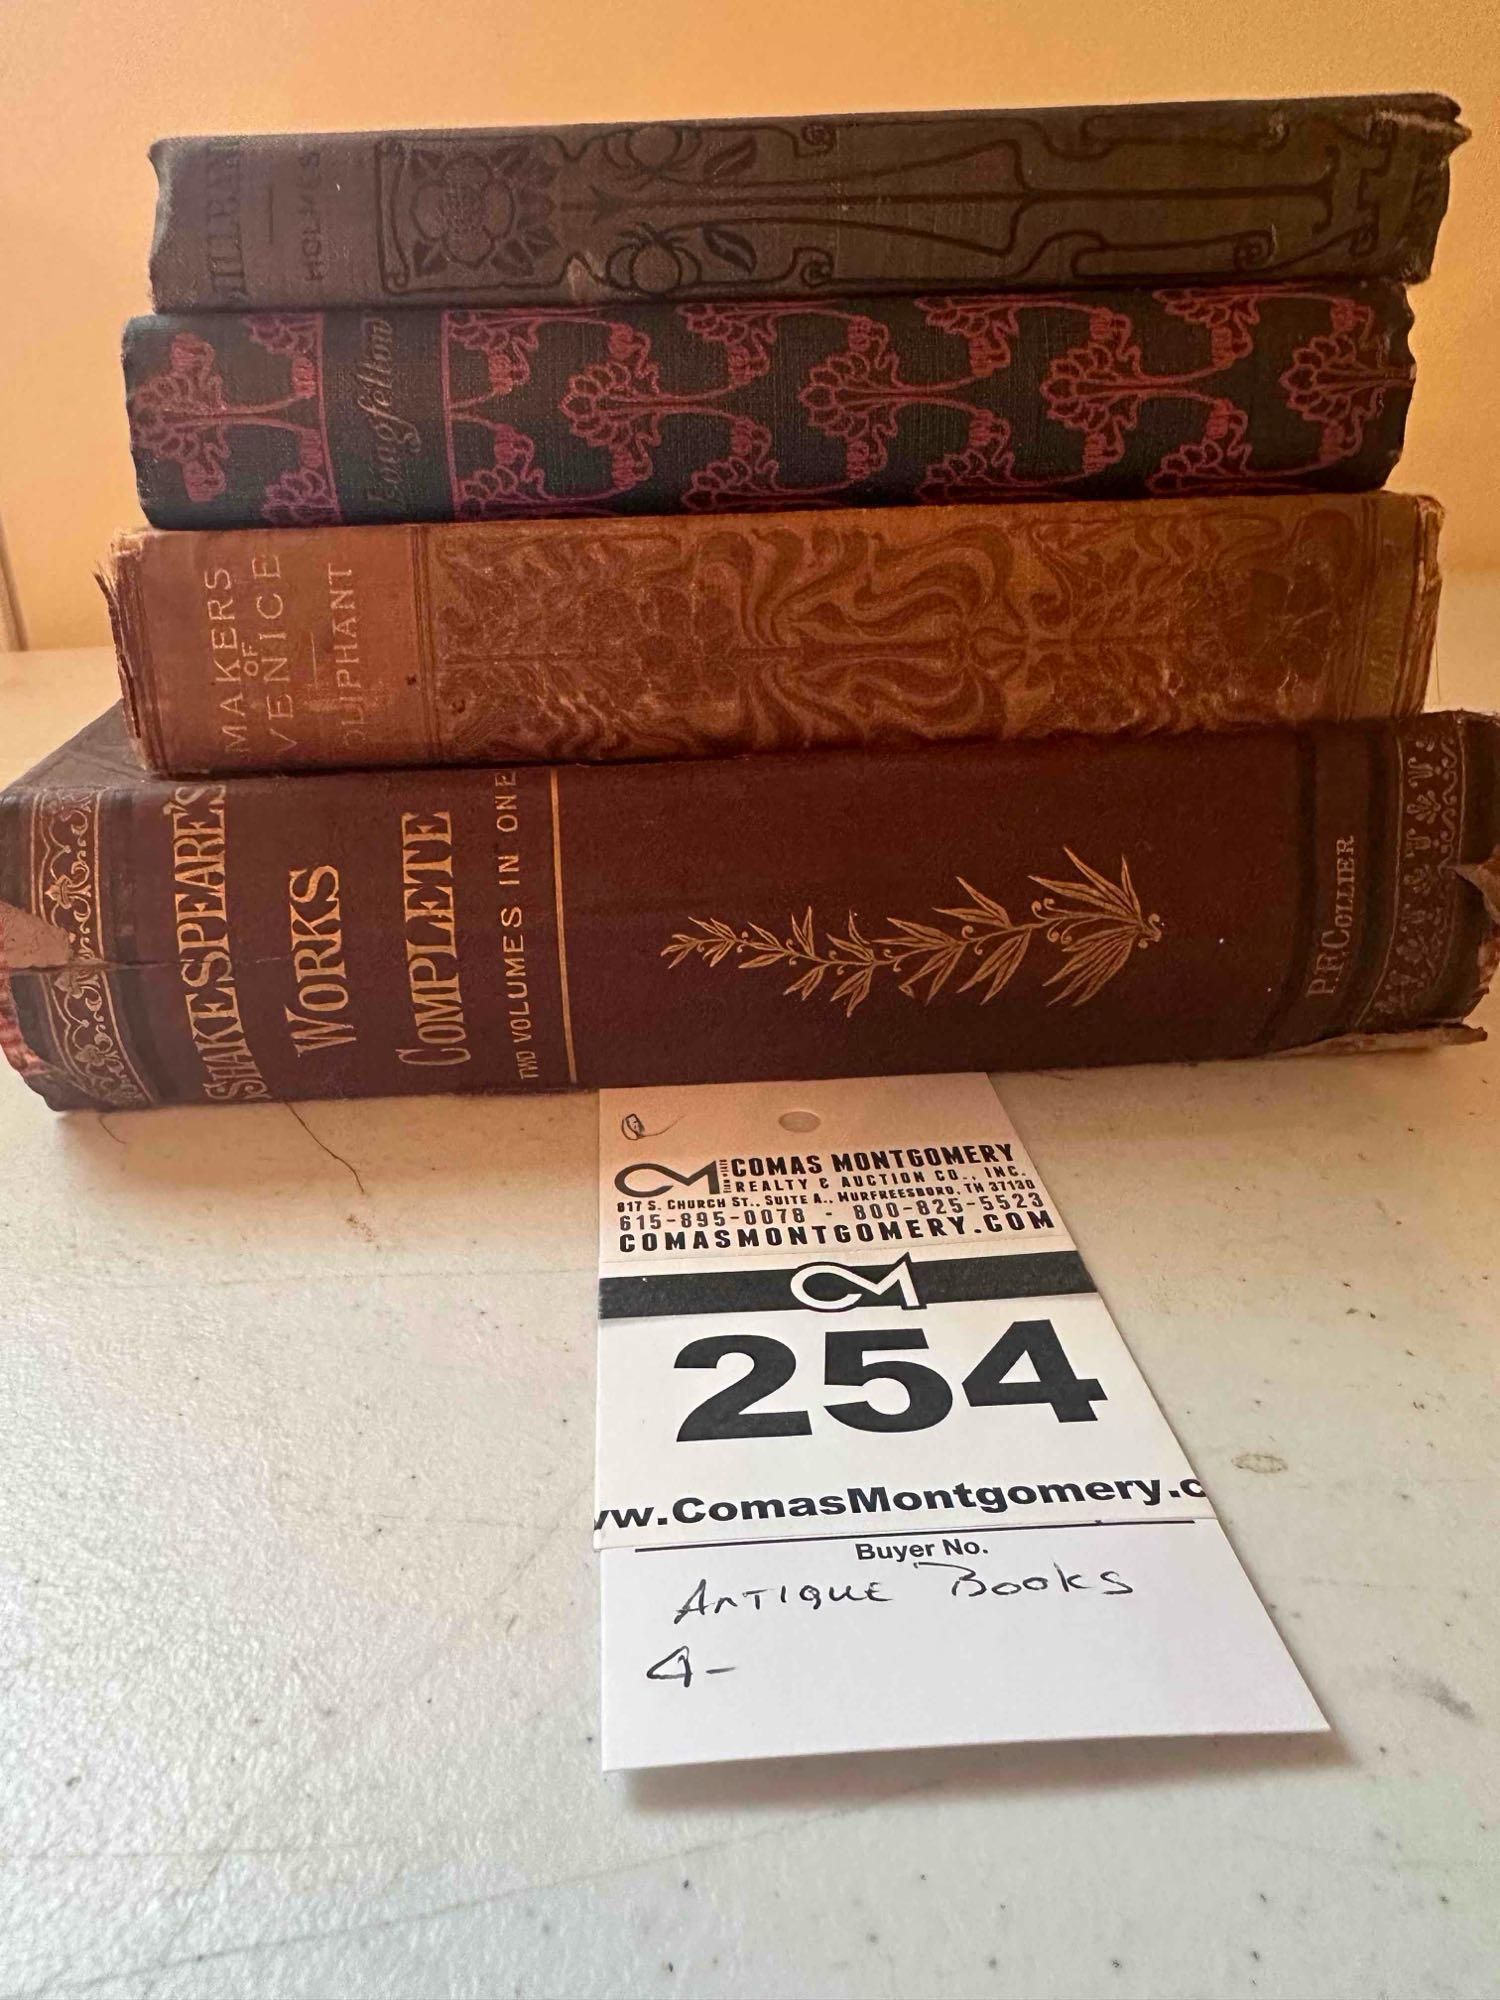 HOLMES
Longfellow
MAKERS
OF
VENICE
OLIPHANT
SHAKESPEARE'S
WORKS
COMPLETE
TWO VOLUMES IN ONE
P.F. COLLIER
CM COMAS MONTGOMERY
REALTY & AUCTION CO., INC.
817 S. CHURCH ST., SUITE A., MURFREESBORO, TN 37130
615-895-0078 - 800-825-5523
COMASMONTGOMERY.COM
CM
254
w.ComasMontgomery.c
Buyer No.
Antique Books
4-